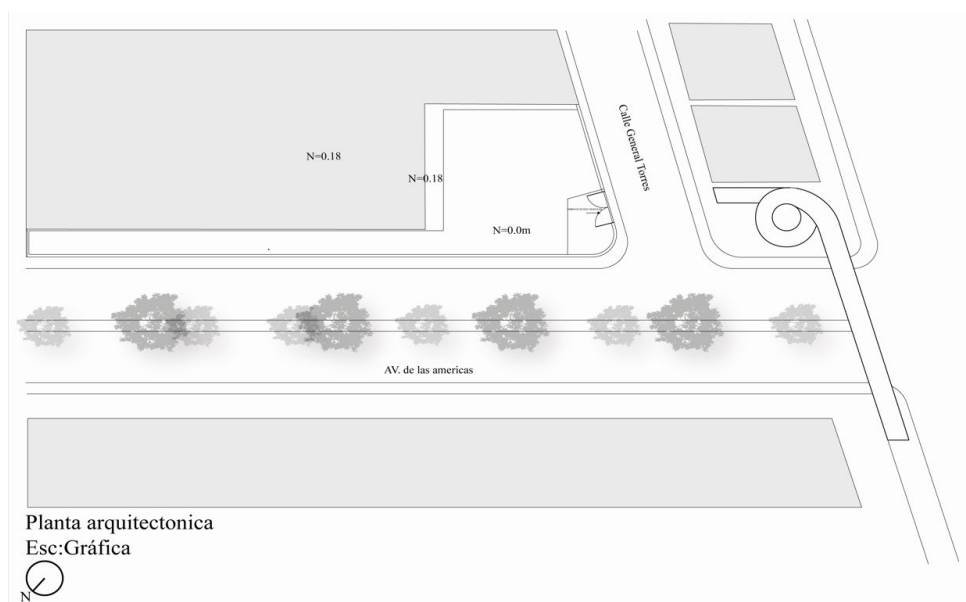 Calle General Torres
N=0.18
N=0.18
N=0.0m
AV. de las americas
Planta arquitectonica
Esc:Gráfica
N